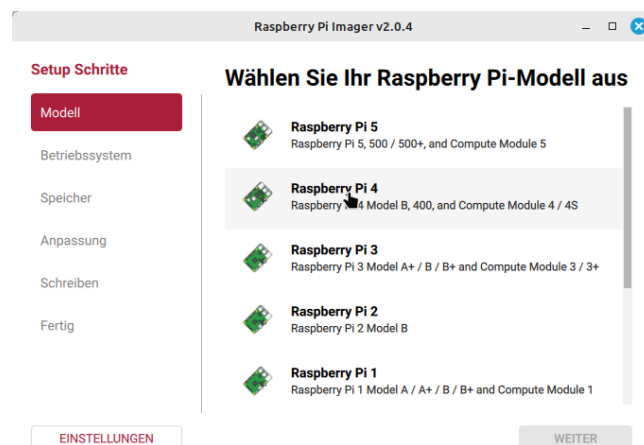 Raspberry Pi Imager v2.0.4
Setup Schritte
Wählen Sie Ihr Raspberry Pi-Modell aus
Modell
Betriebssystem
Speicher
Anpassung
Schreiben
Fertig
Raspberry Pi 5
Raspberry Pi 5, 500 / 500+, and Compute Module 5
Raspberry Pi 4
Raspberry 4 Model B, 400, and Compute Module 4 / 4S
Raspberry Pi 3
Raspberry Pi 3 Model A+ / B / B+ and Compute Module 3 / 3+
Raspberry Pi 2
Raspberry Pi 2 Model B
Raspberry Pi 1
Raspberry Pi 1 Model A / A+ / B / B+ and Compute Module 1
EINSTELLUNGEN
WEITER